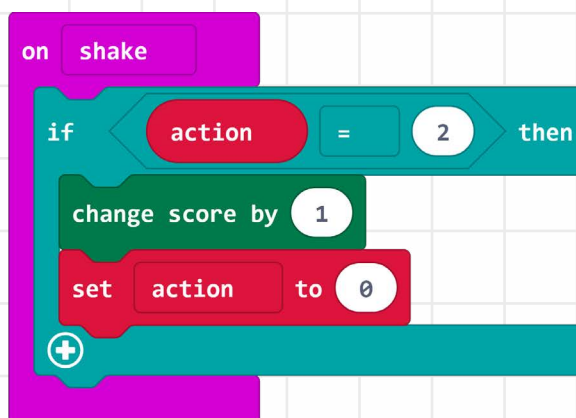 on shake
if action = 2 then
change score by 1
set action to 0